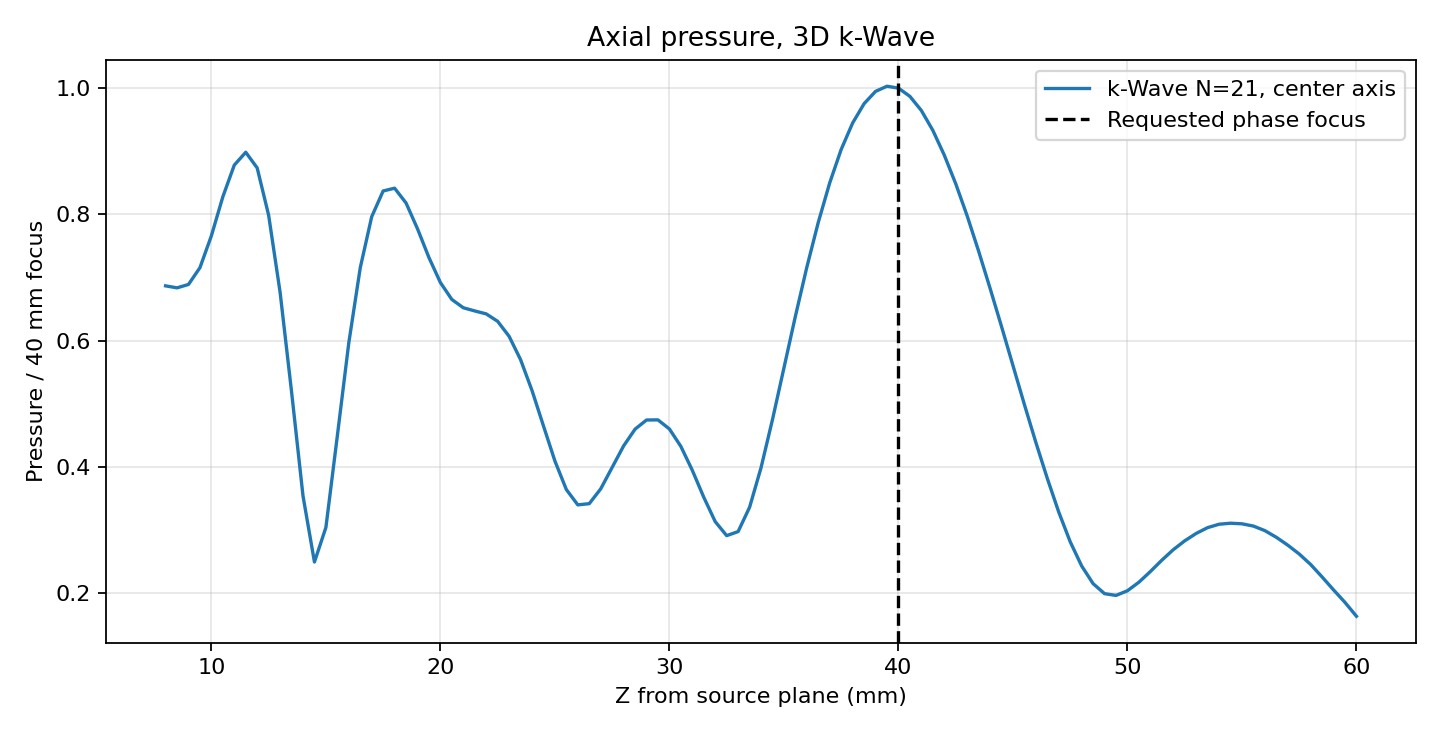 Axial pressure, 3D k-Wave
k-Wave N=21, center axis
Requested phase focus
Pressure / 40 mm focus
1.0
0.8
0.6
0.4
0.2
10 20 30 40 50 60
Z from source plane (mm)